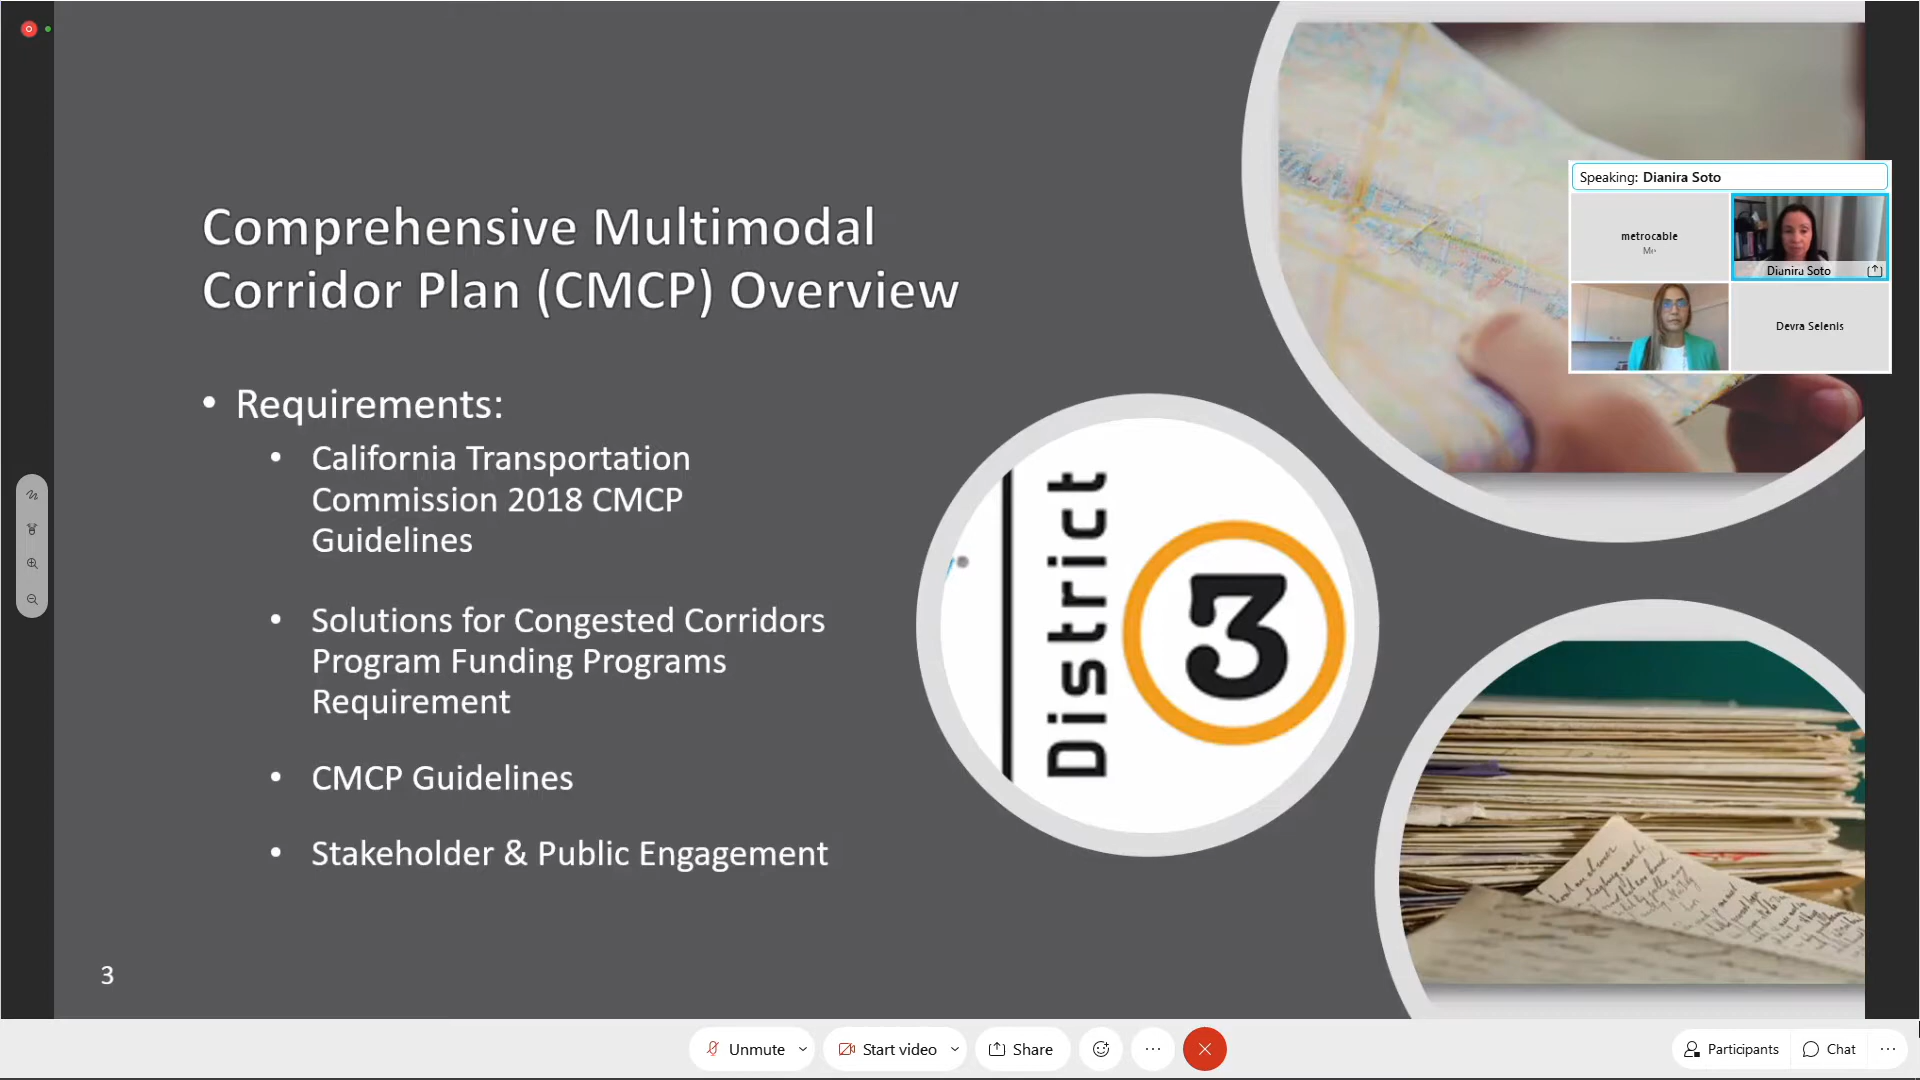 Comprehensive Multimodal
Corridor Plan (CMCP) Overview
• Requirements:
• California Transportation
Commission 2018 CMCP
Guidelines
• Solutions for Congested Corridors
Program Funding Programs
Requirement
• CMCP Guidelines
• Stakeholder & Public Engagement
3
District
3
Speaking: Dianira Soto
metrocable
Me
Dianira Soto
Devra Selenis
Unmute
Start video
Share
Participants
Chat